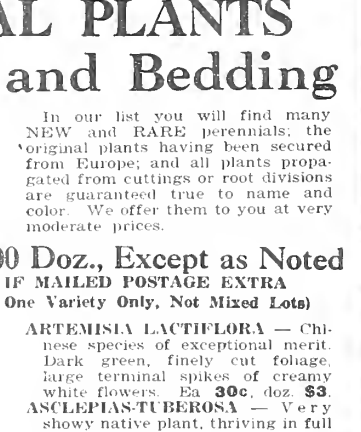 AL PLANTS
and Bedding
In our list you will find many
NEW and RARE perennials; the
original plants having been secured
from Europe; and all plants propa-
gated from cuttings or root divisions
are guaranteed true to name and
color. We offer them to you at very
moderate prices.
00 Doz., Except as Noted
IF MAILED POSTAGE EXTRA
One Variety Only, Not Mixed Lots)
ARTEMISIA LACTIFLORA — Chi-
nese species of exceptional merit.
Dark green, finely cut foliage,
large terminal spikes of creamy
white flowers. Ea 30c, doz. $3.
ASCLEPIAS-TUBEROSA — Very
showy native plant, thriving in full